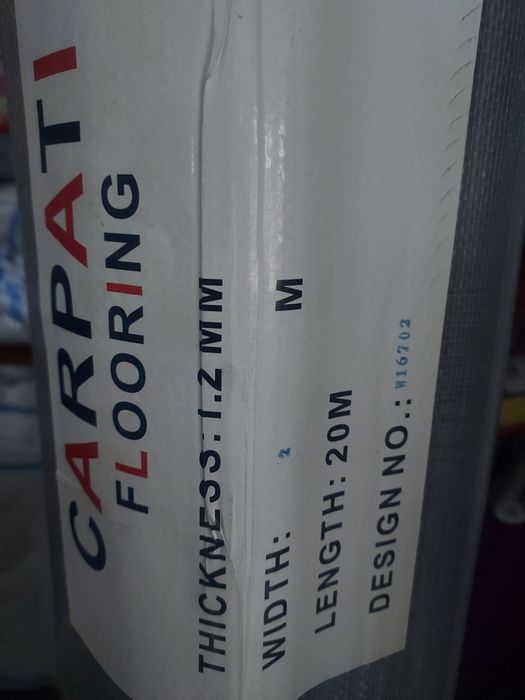 CARPATI
FLOORING
THICKNESS: 1.2 MM
WIDTH: 2 M
LENGTH: 20M
DESIGN NO.: W16702